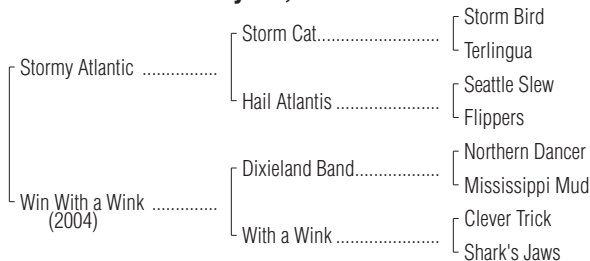 Storm Bird
Storm Cat
Terlingua
Stormy Atlantic
Seattle Slew
Hail Atlantis
Flippers
Northern Dancer
Dixieland Band
Mississippi Mud
Win With a Wink
(2004)
Clever Trick
With a Wink
Shark's Jaws